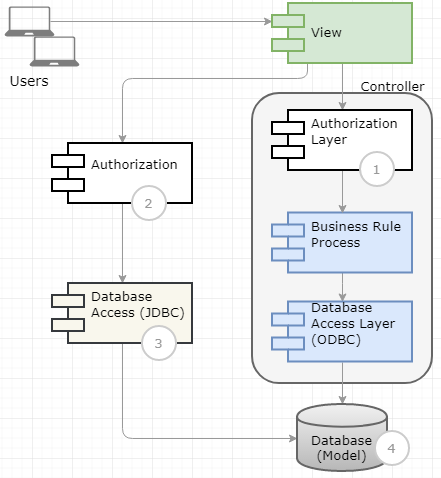 View
Users
Controller
Authorization
Layer
1
Authorization
2
Business Rule
Process
Database
Access (JDBC)
3
Database
Access Layer
(ODBC)
Database
(Model)
4